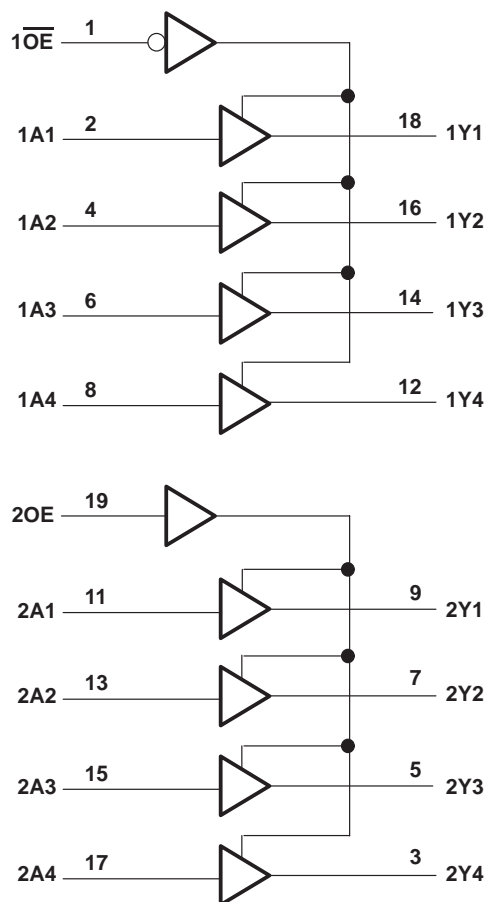 1O̅E̅ 1
1A1 2 18 1Y1
1A2 4 16 1Y2
1A3 6 14 1Y3
1A4 8 12 1Y4
2OE 19
2A1 11 9 2Y1
2A2 13 7 2Y2
2A3 15 5 2Y3
2A4 17 3 2Y4